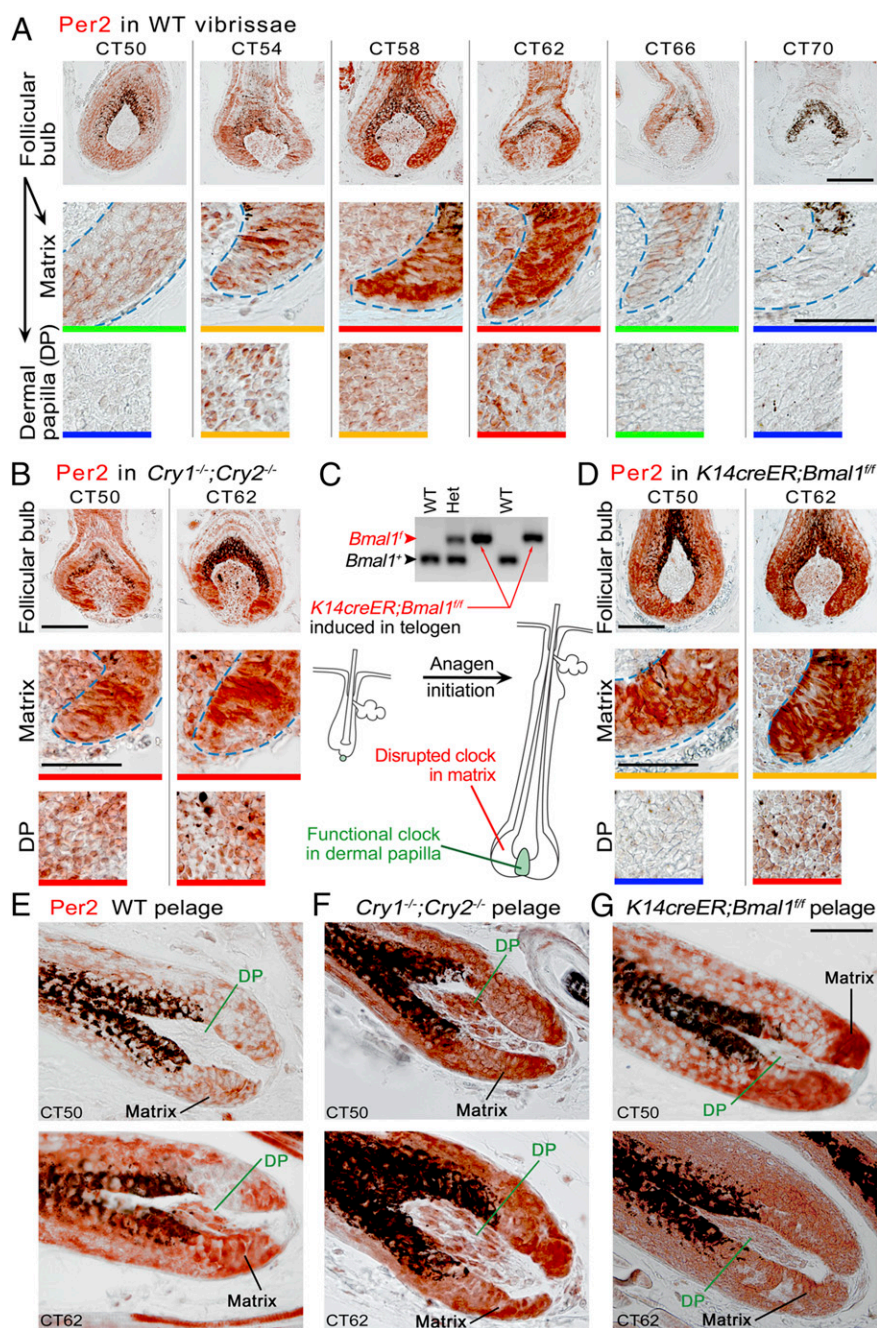 A Per2 in WT vibrissae
CT50 CT54 CT58 CT62 CT66 CT70
Follicular bulb
Matrix
Dermal
papilla (DP)
B Per2 in Cry1-/-;Cry2-/-
CT50 CT62
Follicular bulb
Matrix
DP
C
WT Het WT
Bmal1f
Bmal1+
K14creER;Bmal1f/f
induced in telogen
Anagen
initiation
Disrupted clock
in matrix
Functional clock
in dermal papilla
D Per2 in K14creER;Bmal1f/f
CT50 CT62
Follicular bulb
Matrix
DP
E Per2 WT pelage
DP
Matrix
CT50
DP
Matrix
CT62
F Cry1-/-;Cry2-/- pelage
DP
Matrix
CT50
DP
Matrix
CT62
G K14creER;Bmal1f/f pelage
Matrix
DP
CT50
DP
Matrix
CT62